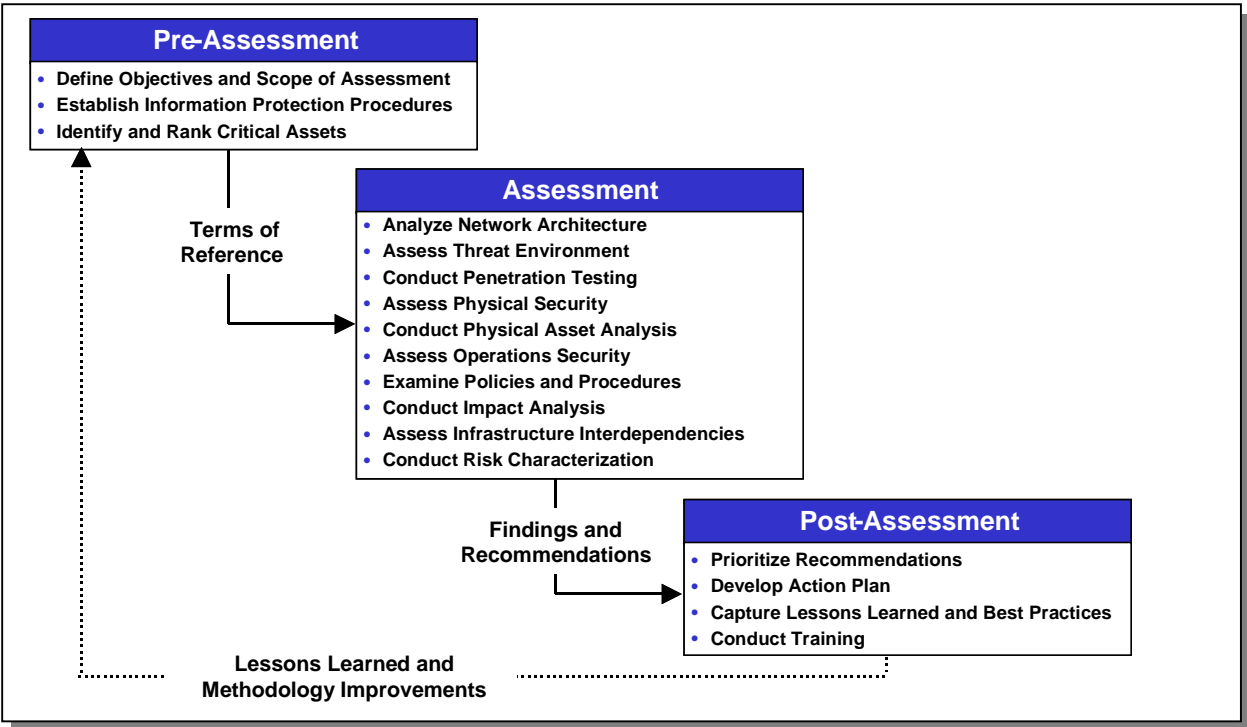 Pre-Assessment
• Define Objectives and Scope of Assessment
• Establish Information Protection Procedures
• Identify and Rank Critical Assets
Terms of
Reference
Assessment
• Analyze Network Architecture
• Assess Threat Environment
• Conduct Penetration Testing
• Assess Physical Security
• Conduct Physical Asset Analysis
• Assess Operations Security
• Examine Policies and Procedures
• Conduct Impact Analysis
• Assess Infrastructure Interdependencies
• Conduct Risk Characterization
Findings and
Recommendations
Post-Assessment
• Prioritize Recommendations
• Develop Action Plan
• Capture Lessons Learned and Best Practices
• Conduct Training
Lessons Learned and
Methodology Improvements